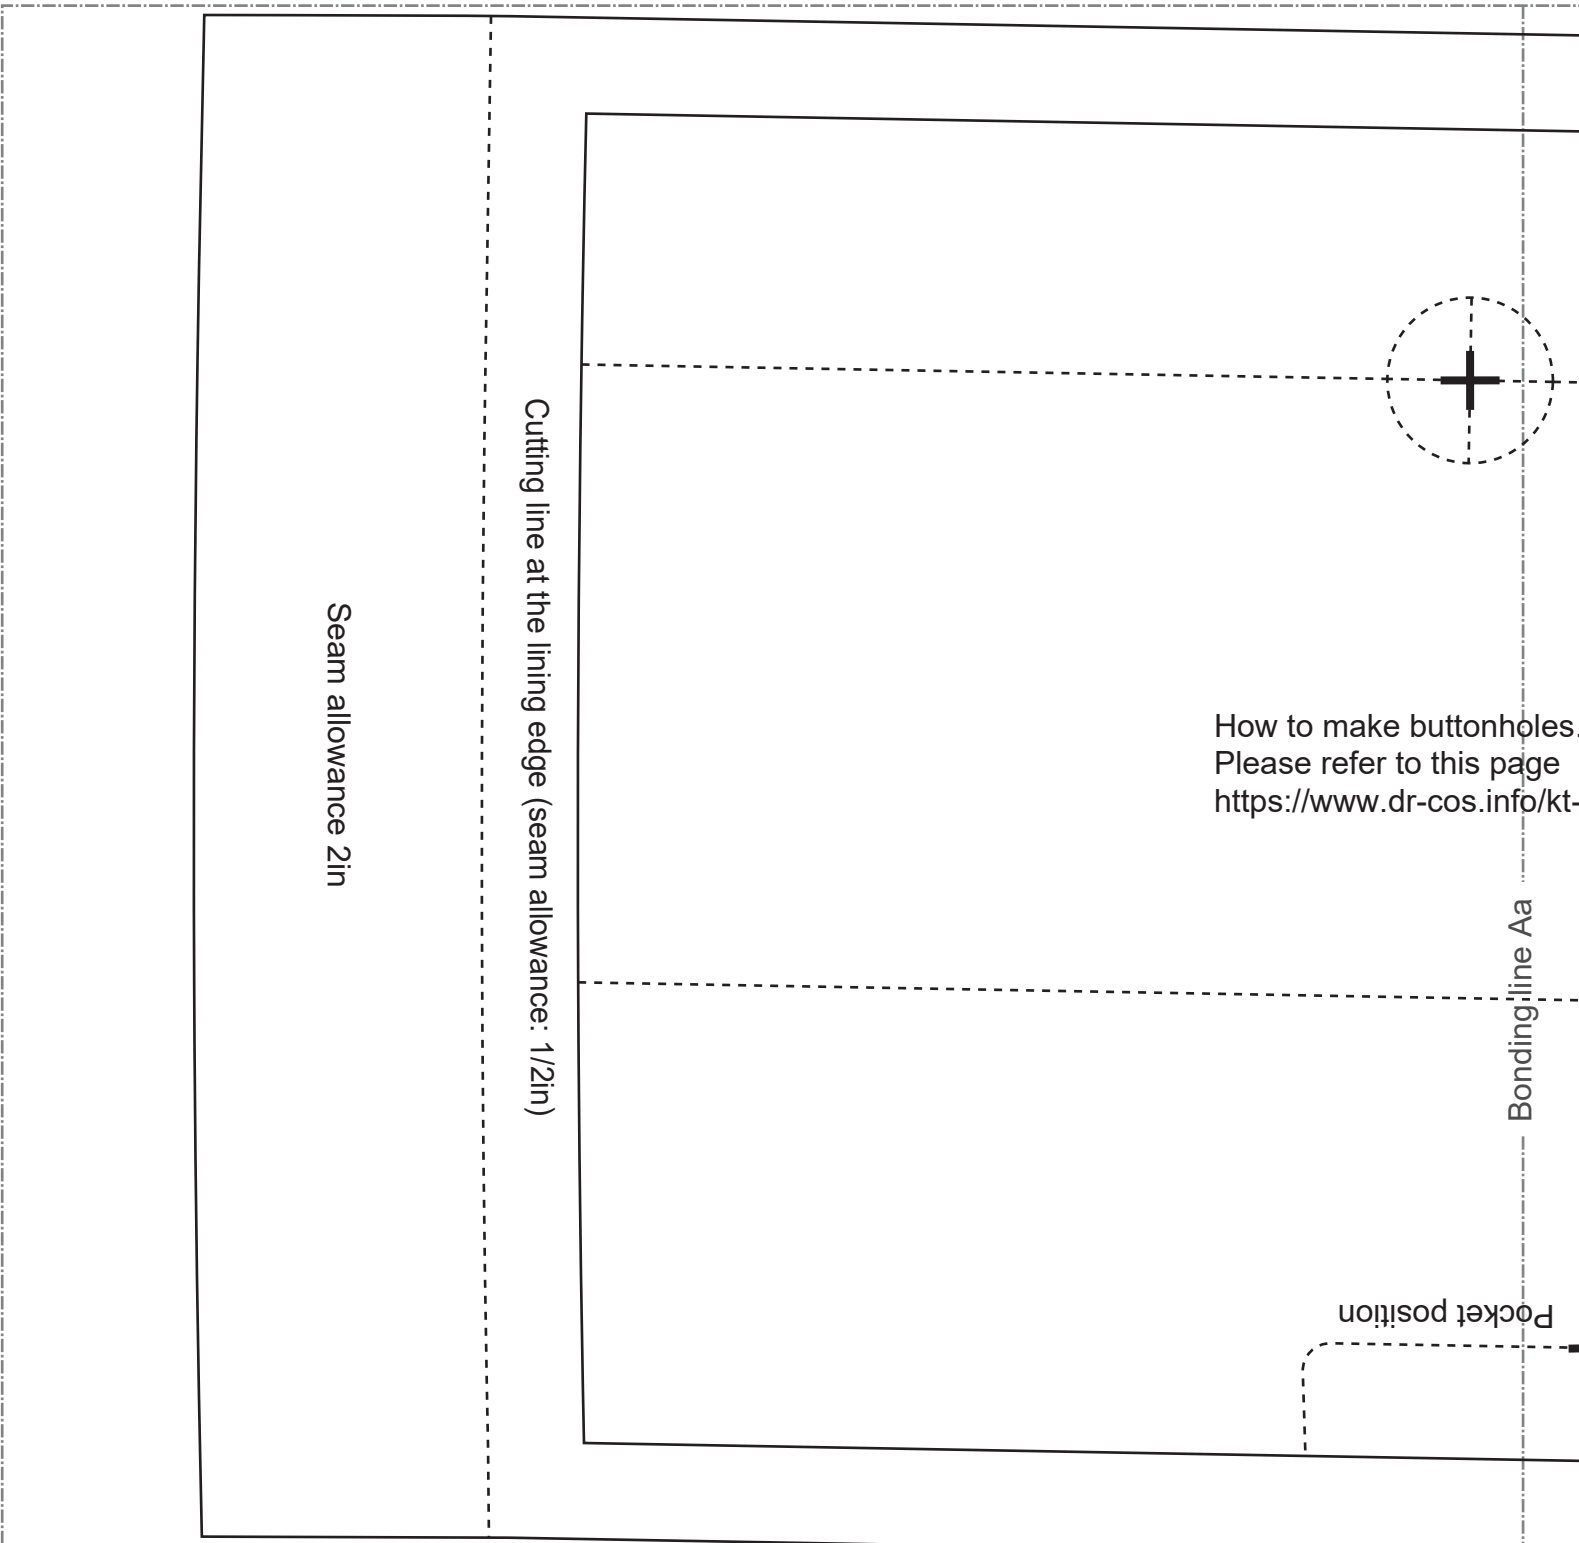 Seam allowance 2in
Cutting line at the lining edge (seam allowance: 1/2in)
How to make buttonholes.
Please refer to this page
https://www.dr-cos.info/kt-
Bonding line Aa
Pocket position